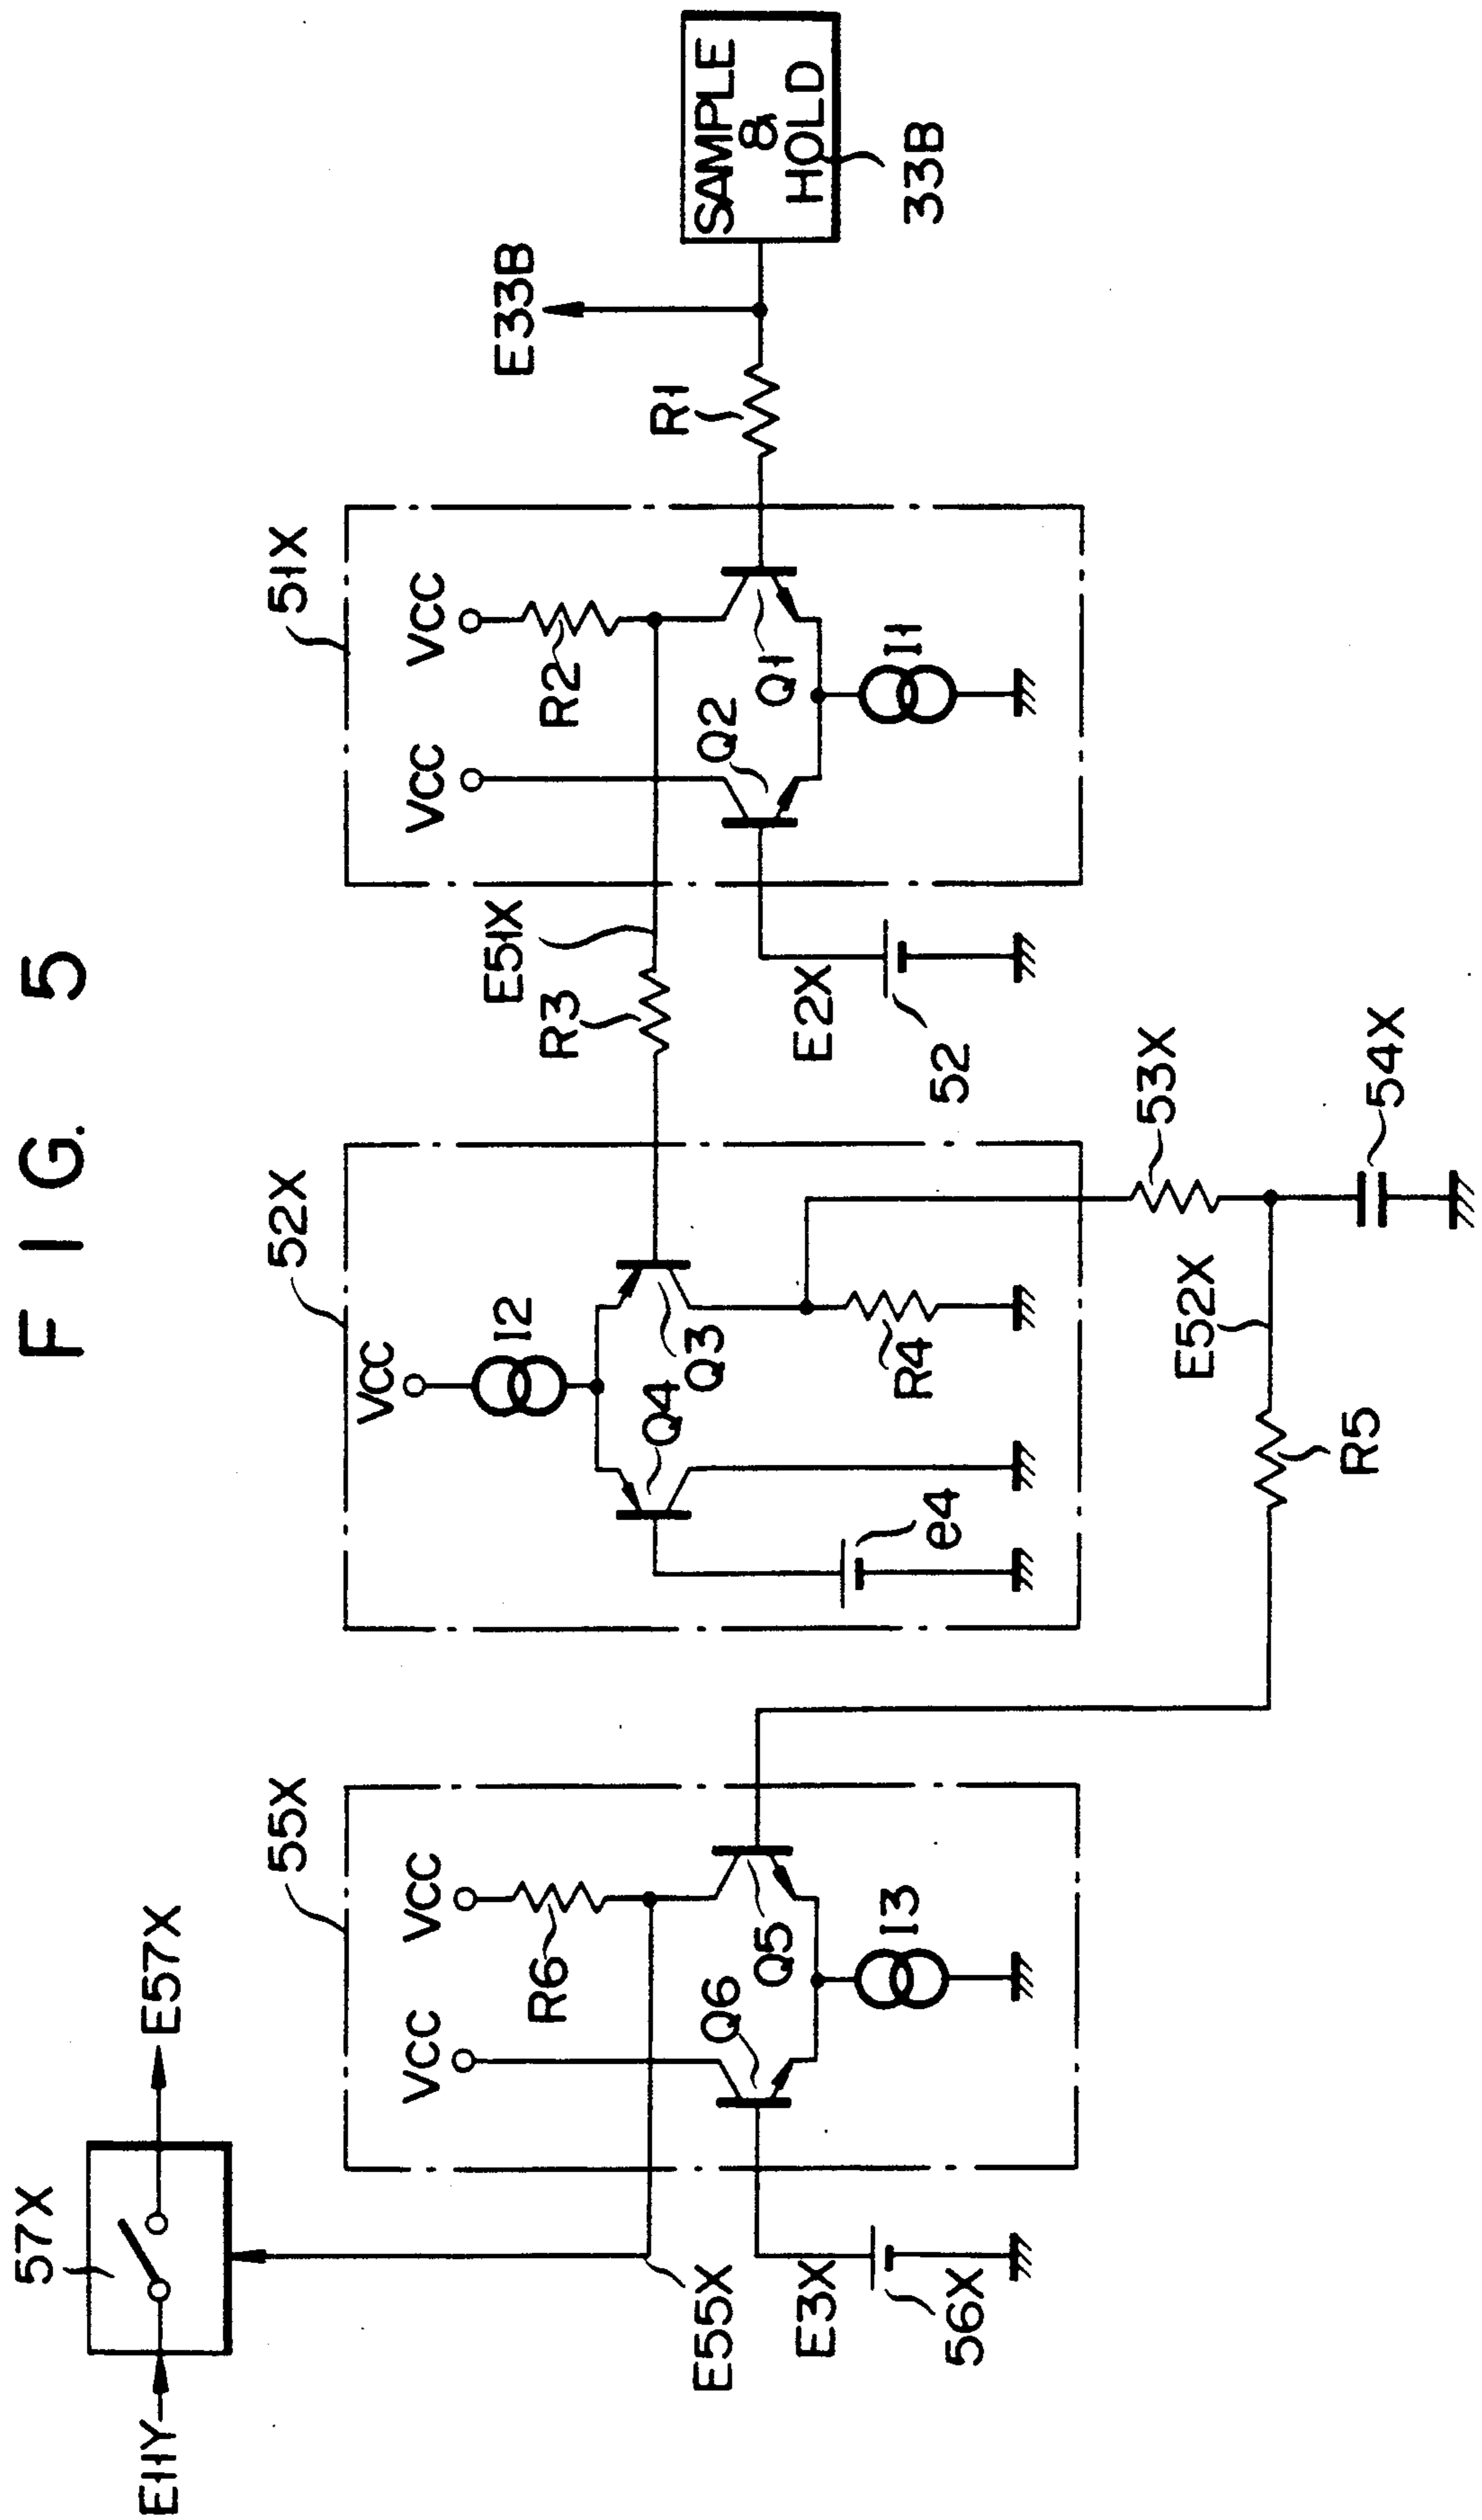 FIG. 5
EIIY
57X
E57X
55X
VCC
VCC
R6
Q6
Q5
I3
E55X
E3X
56X
52X
VCC
I2
Q4
Q3
e4
R4
R5
E52X
53X
54X
R3
E51X
E2X
52
51X
VCC
VCC
R2
Q2
Q1
I1
R1
E33B
SAMPLE
&
HOLD
33B